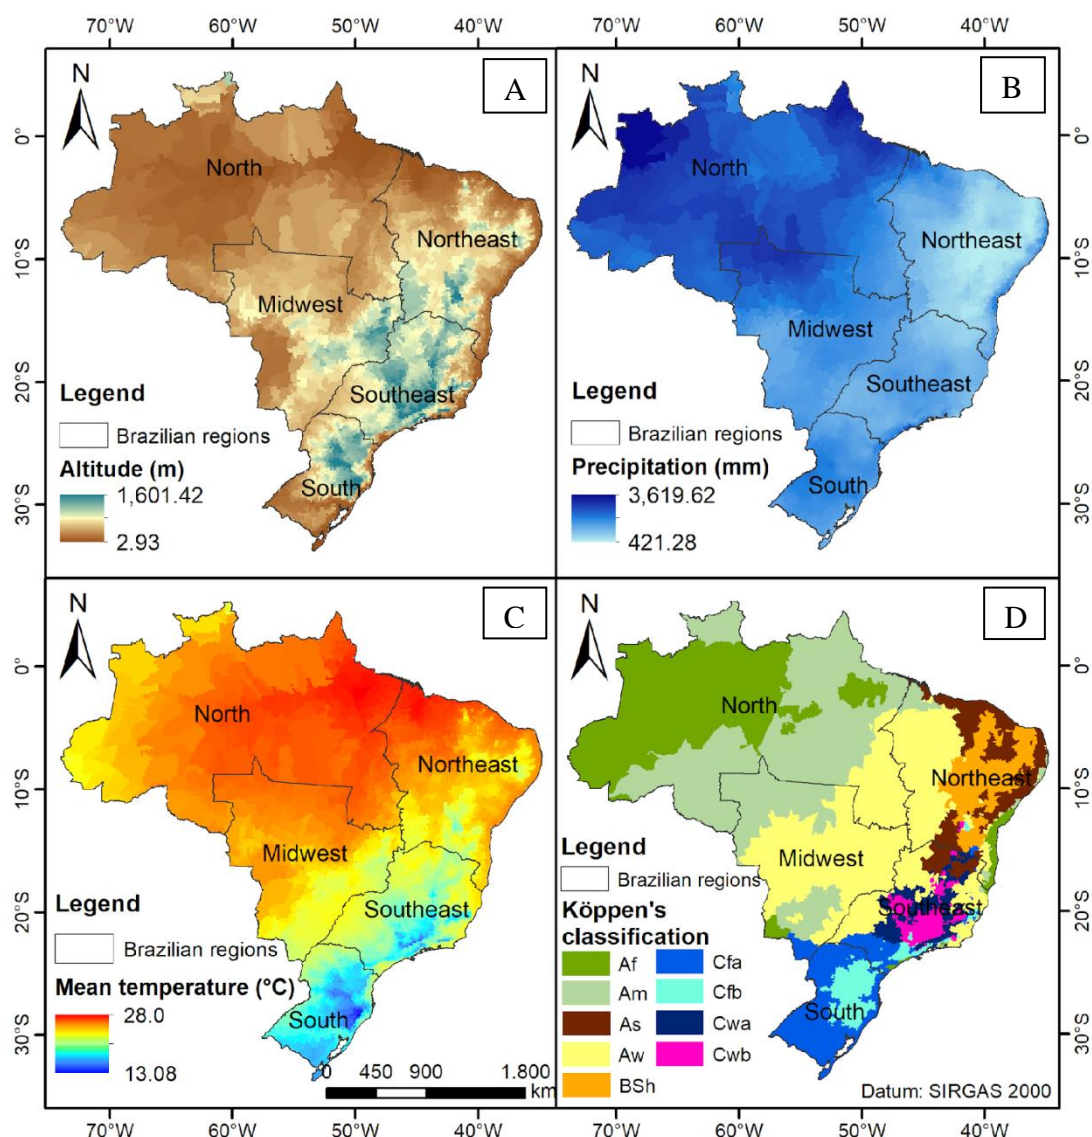 70°W 60°W 50°W 40°W 70°W 60°W 50°W 40°W
N
A
N
B
0°
0°
North
North
Northeast
Northeast
10°S
10°S
Midwest
Midwest
20°S
20°S
Southeast
Southeast
Legend
Brazilian regions
Altitude (m)
1,601.42
2.93
South
30°S
Legend
Brazilian regions
Precipitation (mm)
3,619.62
421.28
South
30°S
N
C
N
D
0°
0°
North
North
Northeast
Northeast
10°S
10°S
Midwest
Midwest
20°S
20°S
Southeast
Southeast
Legend
Brazilian regions
Mean temperature (°C)
28.0
13.08
South
30°S
0 450 900 1.800
km
Legend
Brazilian regions
Köppen's
classification
Af Cfa
Am Cfb
As Cwa
Aw Cwb
BSh
South
30°S
Datum: SIRGAS 2000
70°W 60°W 50°W 40°W 70°W 60°W 50°W 40°W